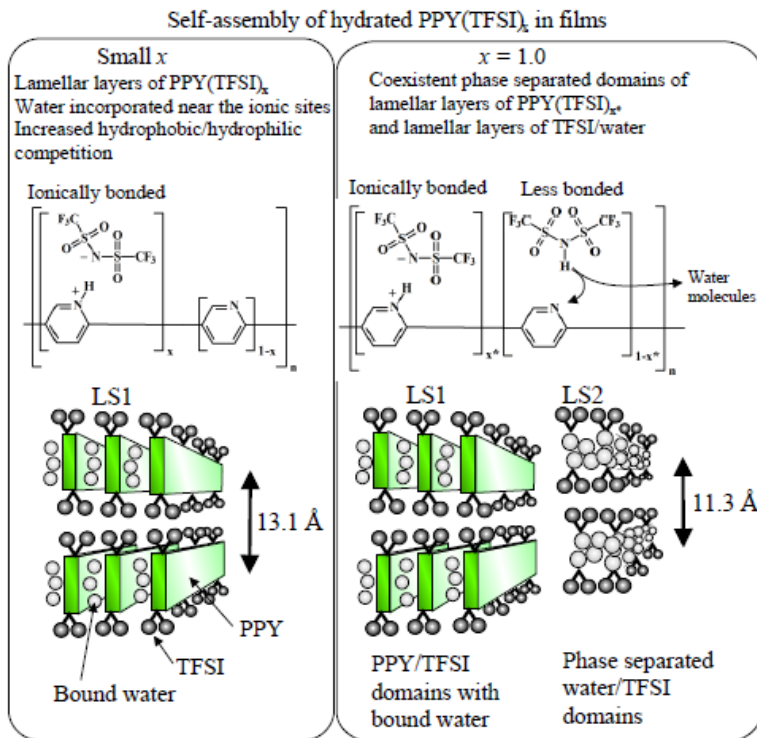 Self-assembly of hydrated PPY(TFSI)x in films
Small x
Lamellar layers of PPY(TFSI)x
Water incorporated near the ionic sites
Increased hydrophobic/hydrophilic
competition
Ionically bonded
F3C
O
S
O
O
S
CF3
N
−
O
H
+
N
x
N
1-x
n
LS1
13.1 Å
PPY
TFSI
Bound water
x = 1.0
Coexistent phase separated domains of
lamellar layers of PPY(TFSI)x*
and lamellar layers of TFSI/water
Ionically bonded
Less bonded
F3C
O
S
O
O
S
CF3
N
−
O
H
+
N
x*
F3C
O
O
CF3
S
S
O
N
O
H
N
1-x*
n
Water
molecules
LS1
LS2
11.3 Å
PPY/TFSI
domains with
bound water
Phase separated
water/TFSI
domains